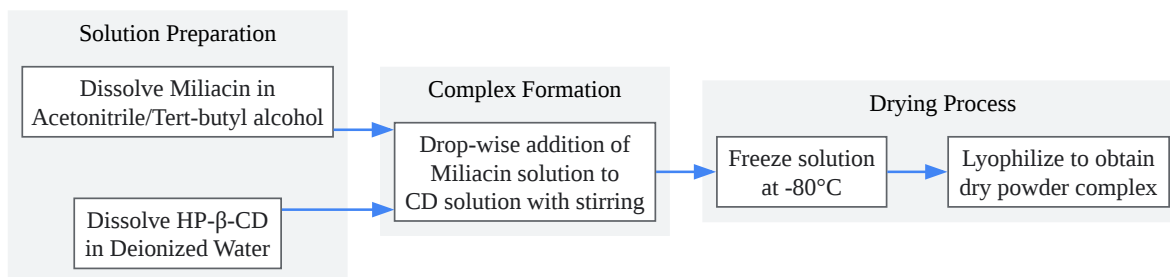 Solution Preparation
Dissolve Miliacin in
Acetonitrile/Tert-butyl alcohol
Dissolve HP-β-CD
in Deionized Water
Complex Formation
Drop-wise addition of
Miliacin solution to
CD solution with stirring
Drying Process
Freeze solution
at -80°C
Lyophilize to obtain
dry powder complex